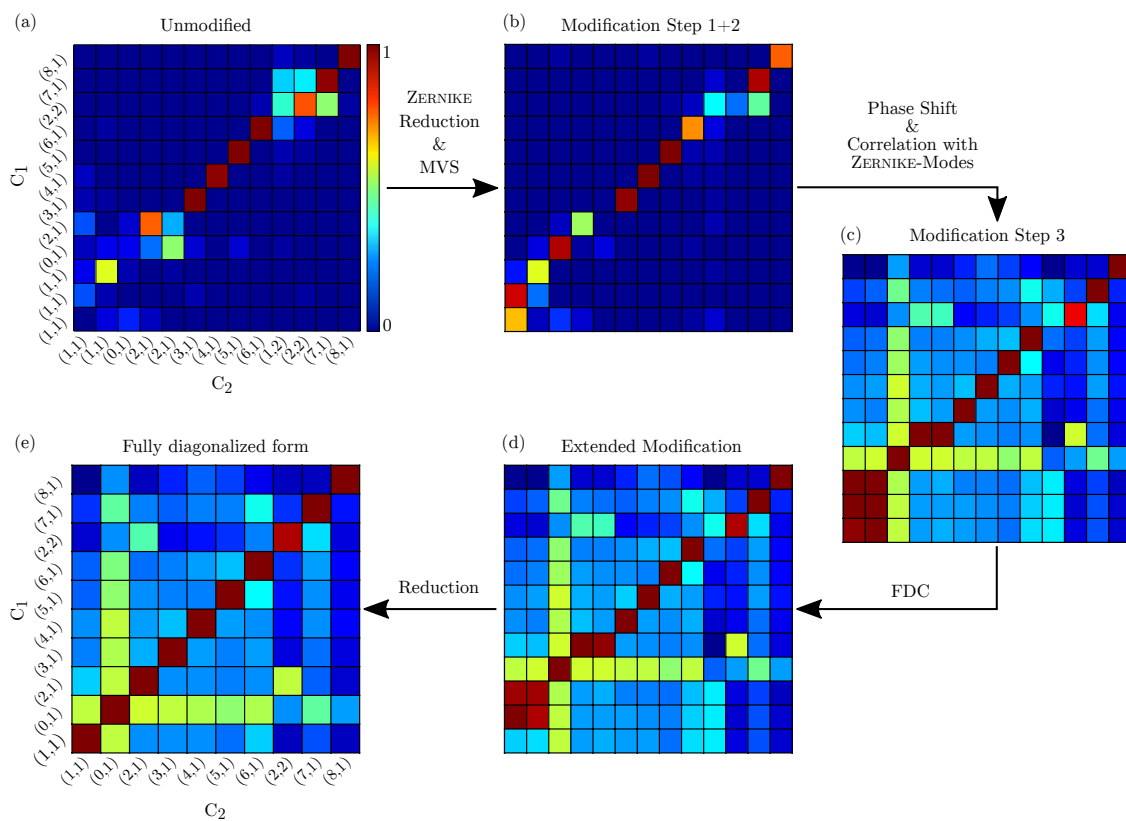 (a)
Unmodified
C1
(8,1)
(7,1)
(2,2)
(6,1)
(5,1)
(4,1)
(3,1)
(2,1)
(0,1)
(1,1)
(1,1)
(1,1)
(1,1)
(1,1)
(0,1)
(2,1)
(2,1)
(3,1)
(4,1)
(5,1)
(6,1)
(1,2)
(2,2)
(7,1)
(8,1)
C2
1
0
ZERNIKE
Reduction
&
MVS
(b)
Modification Step 1+2
Phase Shift
&
Correlation with
ZERNIKE-Modes
(c)
Modification Step 3
FDC
(d)
Extended Modification
Reduction
(e)
Fully diagonalized form
C1
(8,1)
(7,1)
(2,2)
(6,1)
(5,1)
(4,1)
(3,1)
(2,1)
(0,1)
(1,1)
(1,1)
(0,1)
(2,1)
(3,1)
(4,1)
(5,1)
(6,1)
(2,2)
(7,1)
(8,1)
C2